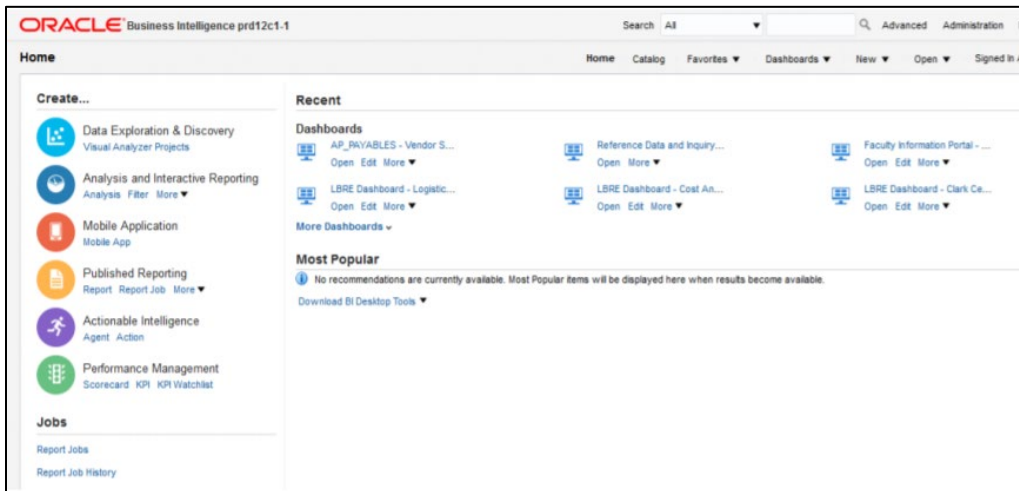 ORACLE Business Intelligence prd12c1-1
Search All Advanced Administration
Home
Home Catalog Favorites Dashboards New Open Signed In
Create...
Data Exploration & Discovery
Visual Analyzer Projects
Analysis and Interactive Reporting
Analysis Filter More
Mobile Application
Mobile App
Published Reporting
Report Report Job More
Actionable Intelligence
Agent Action
Performance Management
Scorecard KPI KPI Watchlist
Jobs
Report Jobs
Report Job History
Recent
Dashboards
AP_PAYABLES - Vendor S...
Open Edit More
Reference Data and Inquiry...
Open More
Faculty Information Portal - ...
Open Edit More
LBRE Dashboard - Logistic...
Open Edit More
LBRE Dashboard - Cost An...
Open Edit More
LBRE Dashboard - Clark Ce...
Open Edit More
More Dashboards
Most Popular
No recommendations are currently available. Most Popular items will be displayed here when results become available.
Download BI Desktop Tools